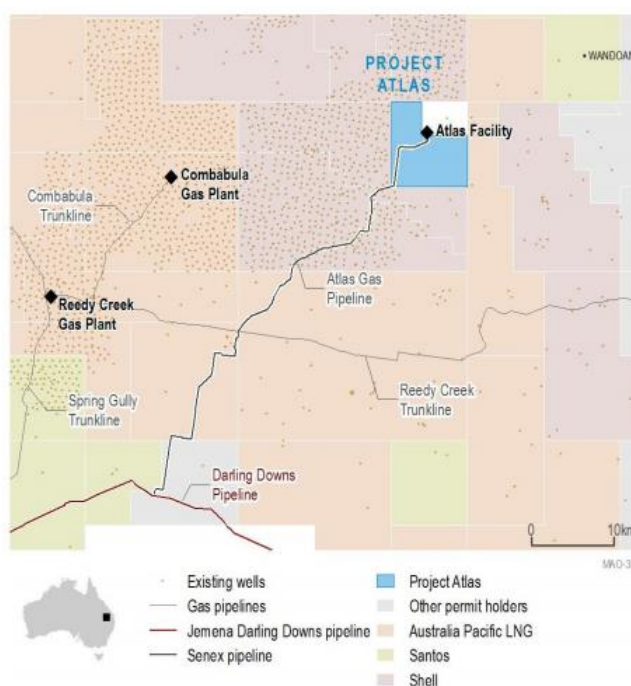 WANDOAN
PROJECT
ATLAS
Atlas Facility
Combabula
Gas Plant
Combabula
Trunkline
Atlas Gas
Pipeline
Reedy Creek
Gas Plant
Reedy Creek
Trunkline
Spring Gully
Trunkline
Darling Downs
Pipeline
0 10km
MAO-3
Existing wells
Gas pipelines
Jemena Darling Downs pipeline
Senex pipeline
Project Atlas
Other permit holders
Australia Pacific LNG
Santos
Shell